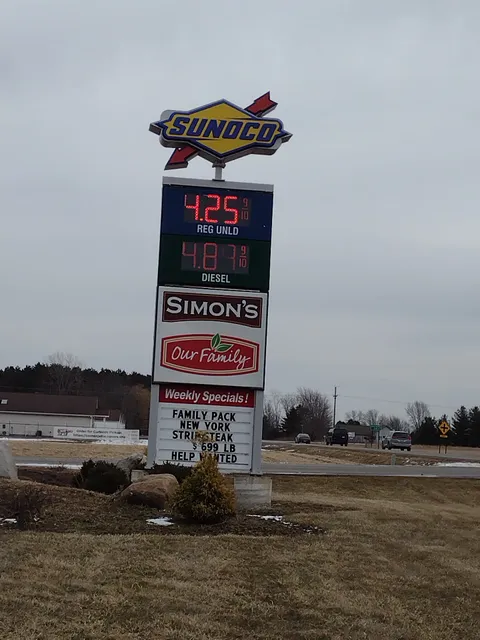 SUNOCO
4.25 9/10
REG UNLD
4.87 9/10
DIESEL
SIMON'S
Our Family
Weekly Specials!
FAMILY PACK
NEW YORK
STRIP STEAK
$ 699 LB
HELP WANTED